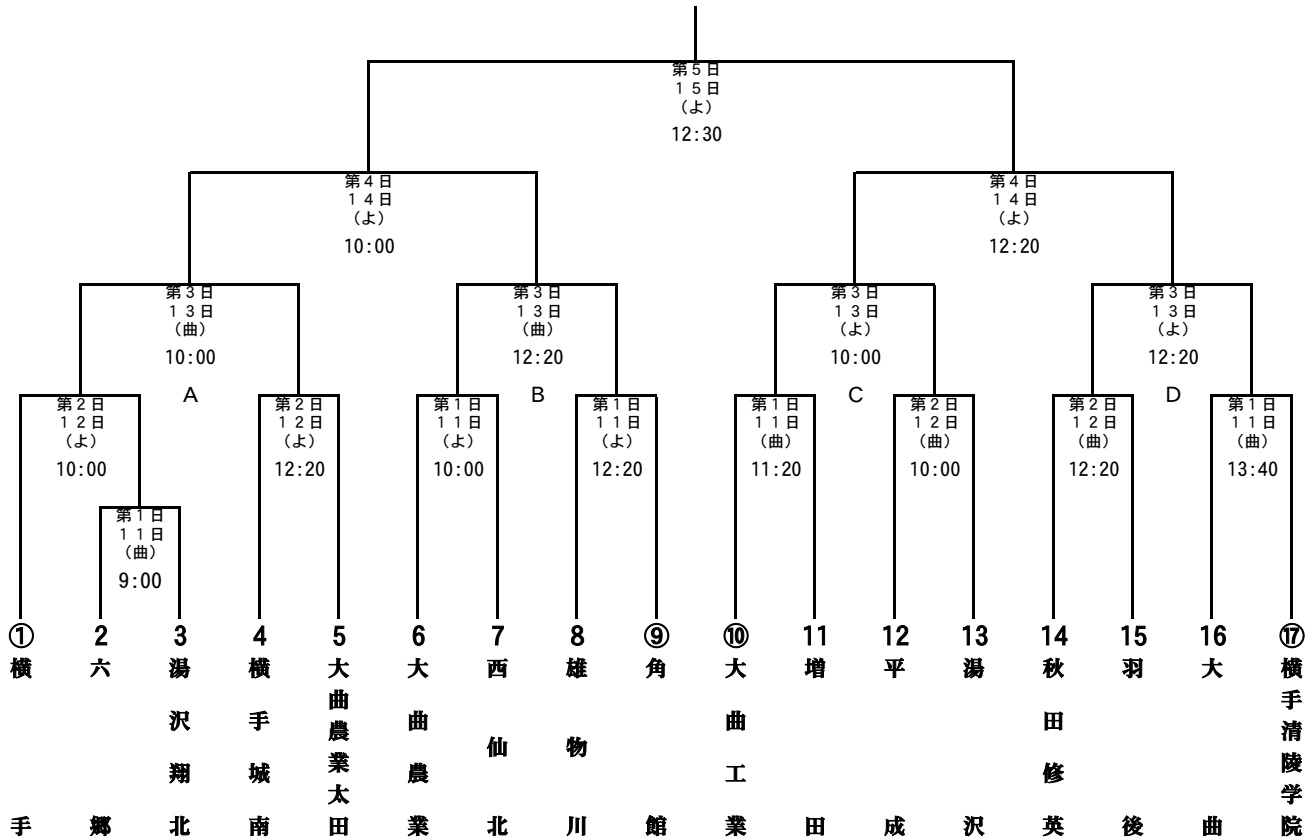 第5日
15日
(よ)
12:30
第4日
14日
(よ)
10:00
第4日
14日
(よ)
12:20
第3日
13日
(曲)
10:00
第3日
13日
(曲)
12:20
第3日
13日
(よ)
10:00
第3日
13日
(よ)
12:20
A
B
C
D
第2日
12日
(よ)
10:00
第2日
12日
(よ)
12:20
第1日
11日
(よ)
10:00
第1日
11日
(よ)
12:20
第1日
11日
(曲)
11:20
第2日
12日
(曲)
10:00
第2日
12日
(曲)
12:20
第1日
11日
(曲)
13:40
第1日
11日
(曲)
9:00
① 2 3 4 5 6 7 8 ⑨ ⑩ 11 12 13 14 15 16 ⑰
横手
六郷
湯沢翔北
横手城南
大曲農業太田
大曲農業
西仙北
雄物川
角館
大曲工業
増田
平成
湯沢
秋田修英
羽後
大曲
横手清陵学院